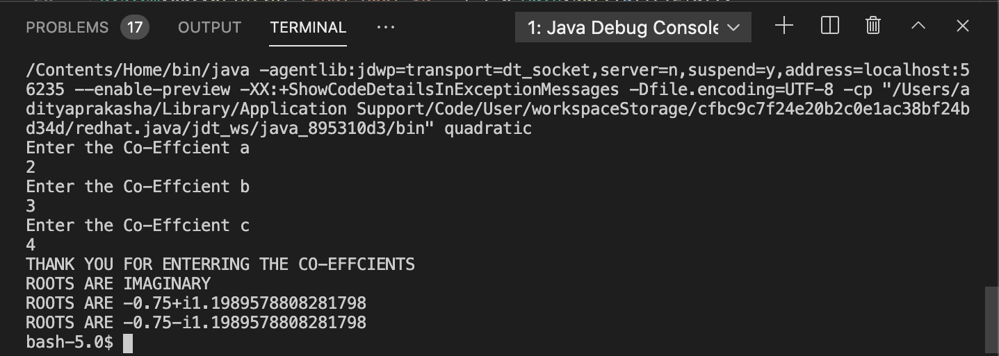 PROBLEMS 17 OUTPUT TERMINAL ··· 1: Java Debug Console
/Contents/Home/bin/java -agentlib:jdwp=transport=dt_socket,server=n,suspend=y,address=localhost:5
6235 --enable-preview -XX:+ShowCodeDetailsInExceptionMessages -Dfile.encoding=UTF-8 -cp "/Users/a
dityaprakasha/Library/Application Support/Code/User/workspaceStorage/cfbc9c7f24e20b2c0e1ac38bf24b
d34d/redhat.java/jdt_ws/java_895310d3/bin" quadratic
Enter the Co-Effcient a
2
Enter the Co-Effcient b
3
Enter the Co-Effcient c
4
THANK YOU FOR ENTERRING THE CO-EFFCIENTS
ROOTS ARE IMAGINARY
ROOTS ARE -0.75+i1.1989578808281798
ROOTS ARE -0.75-i1.1989578808281798
bash-5.0$